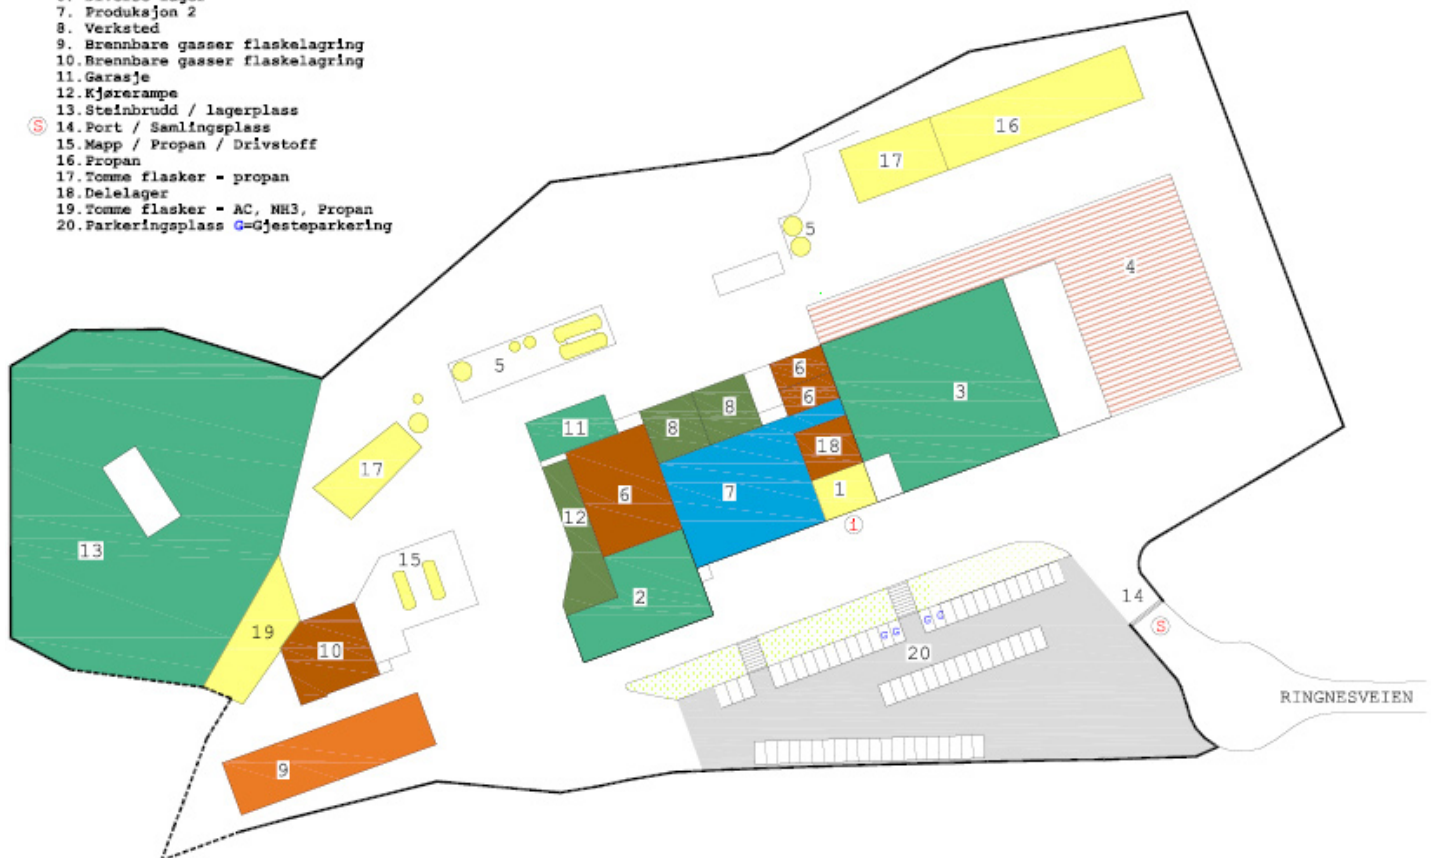 7. Produksjon 2
8. Verksted
9. Brennbare gasser flaskelagring
10. Brennbare gasser flaskelagring
11. Garasje
12. Kjørerampe
13. Steinbrudd / lagerplass
S 14. Port / Samlingsplass
15. Mapp / Propan / Drivstoff
16. Propan
17. Tomme flasker - propan
18. Delelager
19. Tomme flasker - AC, NH3, Propan
20. Parkeringsplass G=Gjesteparkering
16
17
5
4
5
3
6
6
8
8
11
18
17
6
7
1
12
1
13
15
2
14
S
19
G G
G G
10
20
RINGNESVEIEN
9